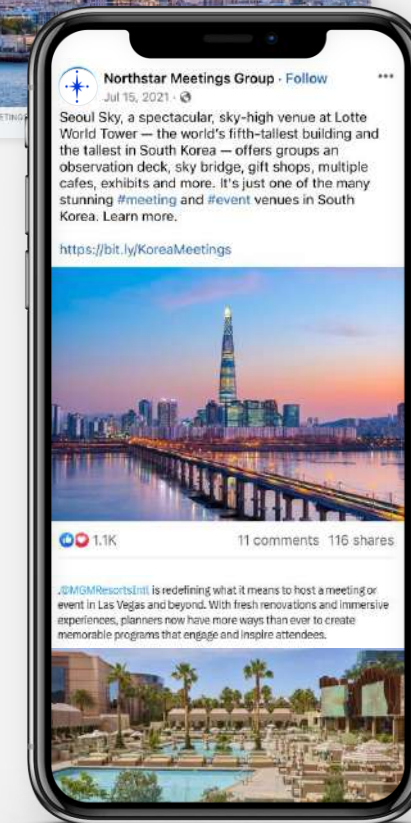 ETINGS
Northstar Meetings Group · Follow
Jul 15, 2021 ·
Seoul Sky, a spectacular, sky-high venue at Lotte
World Tower — the world's fifth-tallest building and
the tallest in South Korea — offers groups an
observation deck, sky bridge, gift shops, multiple
cafes, exhibits and more. It's just one of the many
stunning #meeting and #event venues in South
Korea. Learn more.
https://bit.ly/KoreaMeetings
1.1K 11 comments 116 shares
.@MGMResortsIntl is redefining what it means to host a meeting or
event in Las Vegas and beyond. With fresh renovations and immersive
experiences, planners now have more ways than ever to create
memorable programs that engage and inspire attendees.